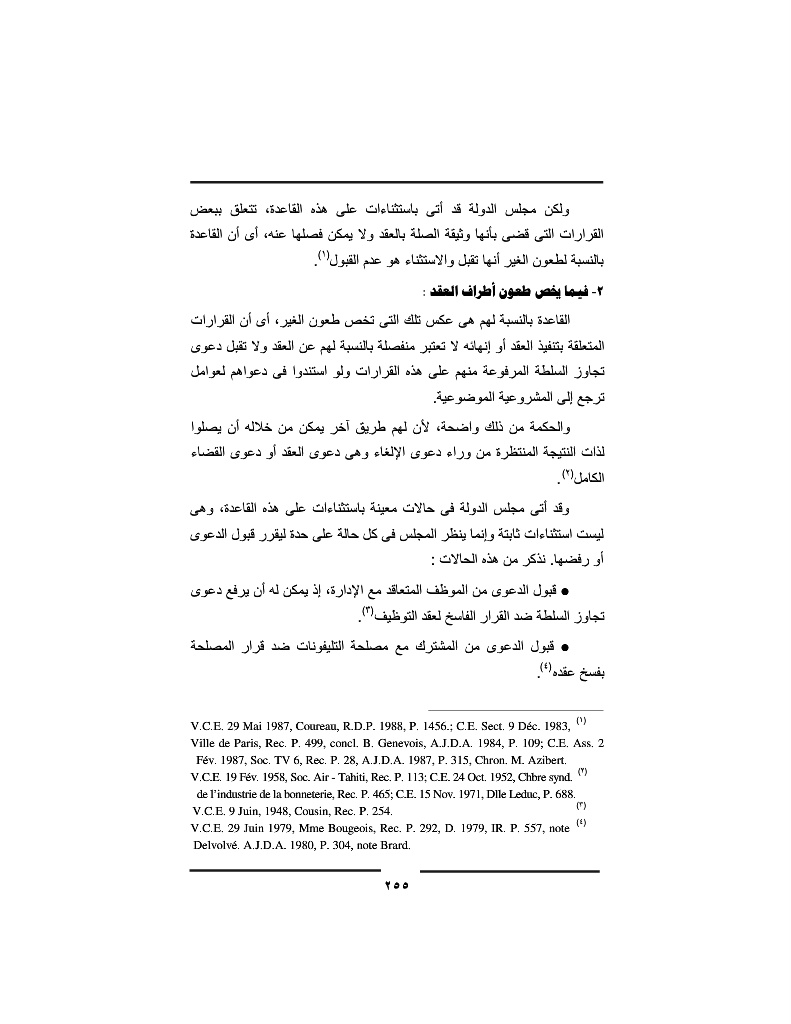 ولكن مجلس الدولة قد أتى باستثناءات على هذه القاعدة، تتعلق ببعض
القرارات التى قضى بأنها وثيقة الصلة بالعقد ولا يمكن فصلها عنه، أى أن القاعدة
بالنسبة لطعون الغير أنها تقبل والاستثناء هو عدم القبول(١).
٢- فيما يخص طعون أطراف العقد :
القاعدة بالنسبة لهم هى عكس تلك التى تخص طعون الغير، أى أن القرارات
المتعلقة بتنفيذ العقد أو إنهائه لا تعتبر منفصلة بالنسبة لهم عن العقد ولا تقبل دعوى
تجاوز السلطة المرفوعة منهم على هذه القرارات ولو استندوا فى دعواهم لعوامل
ترجع إلى المشروعية الموضوعية.
والحكمة من ذلك واضحة، لأن لهم طريق آخر يمكن من خلاله أن يصلوا
لذات النتيجة المنتظرة من وراء دعوى الإلغاء وهى دعوى العقد أو دعوى القضاء
الكامل(٢).
وقد أتى مجلس الدولة فى حالات معينة باستثناءات على هذه القاعدة، وهى
ليست استثناءات ثابتة وإنما ينظر المجلس فى كل حالة على حدة ليقرر قبول الدعوى
أو رفضها. نذكر من هذه الحالات :
● قبول الدعوى من الموظف المتعاقد مع الإدارة، إذ يمكن له أن يرفع دعوى
تجاوز السلطة ضد القرار الفاسخ لعقد التوظيف(٣).
● قبول الدعوى من المشترك مع مصلحة التليفونات ضد قرار المصلحة
بفسخ عقده(٤).
(١) V.C.E. 29 Mai 1987, Coureau, R.D.P. 1988, P. 1456.; C.E. Sect. 9 Déc. 1983,
Ville de Paris, Rec. P. 499, concl. B. Genevois, A.J.D.A. 1984, P. 109; C.E. Ass. 2
Fév. 1987, Soc. TV 6, Rec. P. 28, A.J.D.A. 1987, P. 315, Chron. M. Azibert.
(٢) V.C.E. 19 Fév. 1958, Soc. Air - Tahiti, Rec. P. 113; C.E. 24 Oct. 1952, Chbre synd.
de l'industrie de la bonneterie, Rec. P. 465; C.E. 15 Nov. 1971, Dlle Leduc, P. 688.
(٣) V.C.E. 9 Juin, 1948, Cousin, Rec. P. 254.
(٤) V.C.E. 29 Juin 1979, Mme Bougeois, Rec. P. 292, D. 1979, IR. P. 557, note
Delvolvé. A.J.D.A. 1980, P. 304, note Brard.
٢٥٥